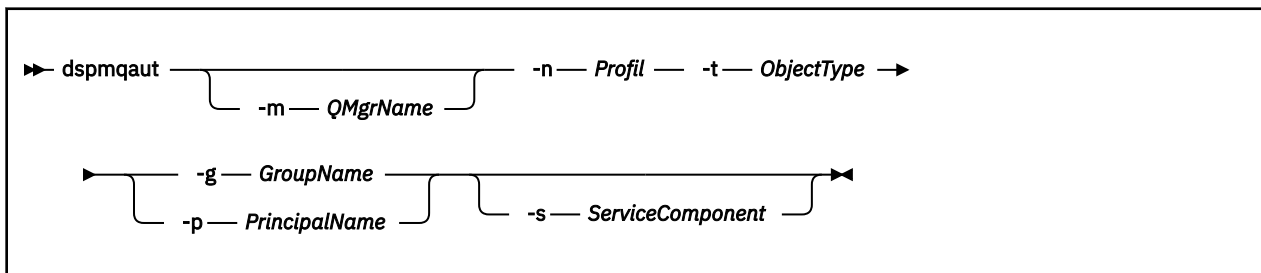 dspmqaut -n Profil -t ObjectType
-m QMgrName
-g GroupName
-p PrincipalName
-s ServiceComponent